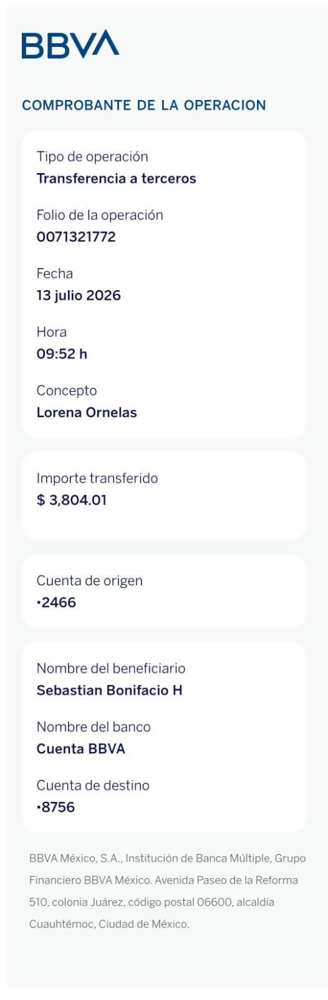 BBVA
COMPROBANTE DE LA OPERACION
Tipo de operación
Transferencia a terceros
Folio de la operación
0071321772
Fecha
13 julio 2026
Hora
09:52 h
Concepto
Lorena Ornelas
Importe transferido
$ 3,804.01
Cuenta de origen
•2466
Nombre del beneficiario
Sebastian Bonifacio H
Nombre del banco
Cuenta BBVA
Cuenta de destino
•8756
BBVA México, S.A., Institución de Banca Múltiple, Grupo
Financiero BBVA México. Avenida Paseo de la Reforma
510, colonia Juárez, código postal 06600, alcaldía
Cuauhtémoc, Ciudad de México.